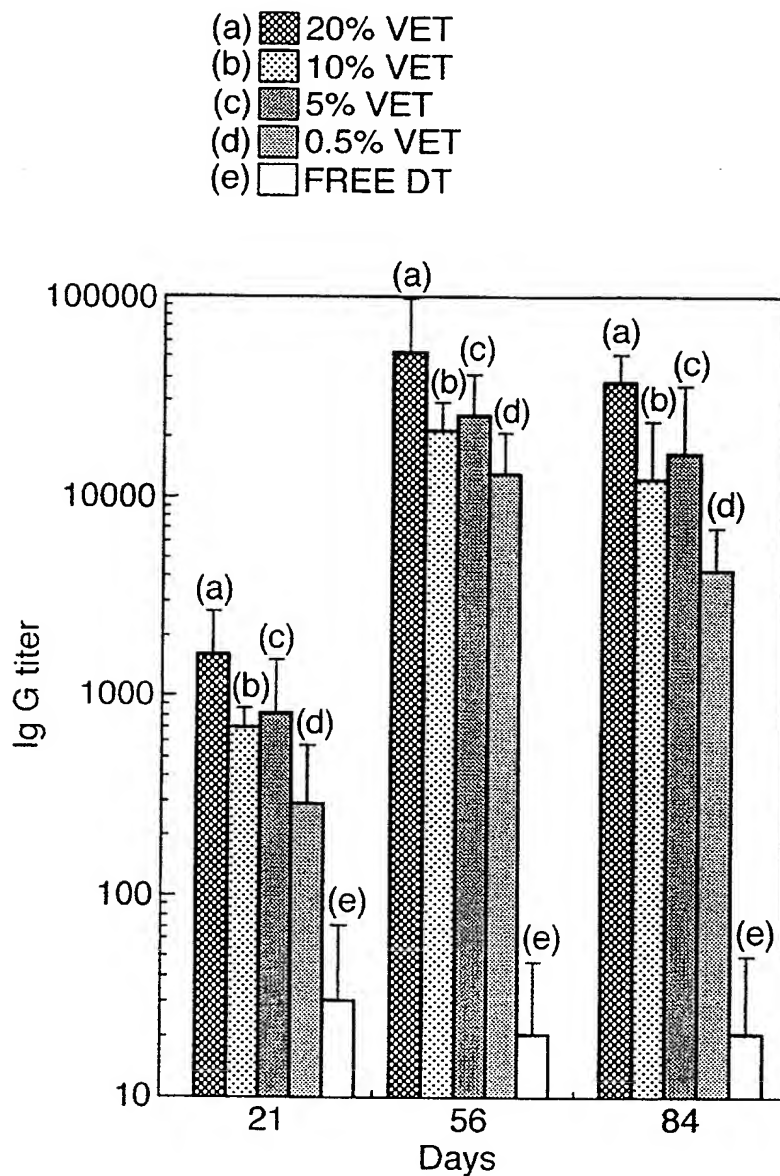 (a) 20% VET
(b) 10% VET
(c) 5% VET
(d) 0.5% VET
(e) FREE DT
(a)
100000
(a)
(c)
(b)
(c)
(b)
(d)
10000
(d)
(a)
Ig G titer
1000
(c)
(b)
(d)
100
(e)
(e)
(e)
10
21 56 84
Days